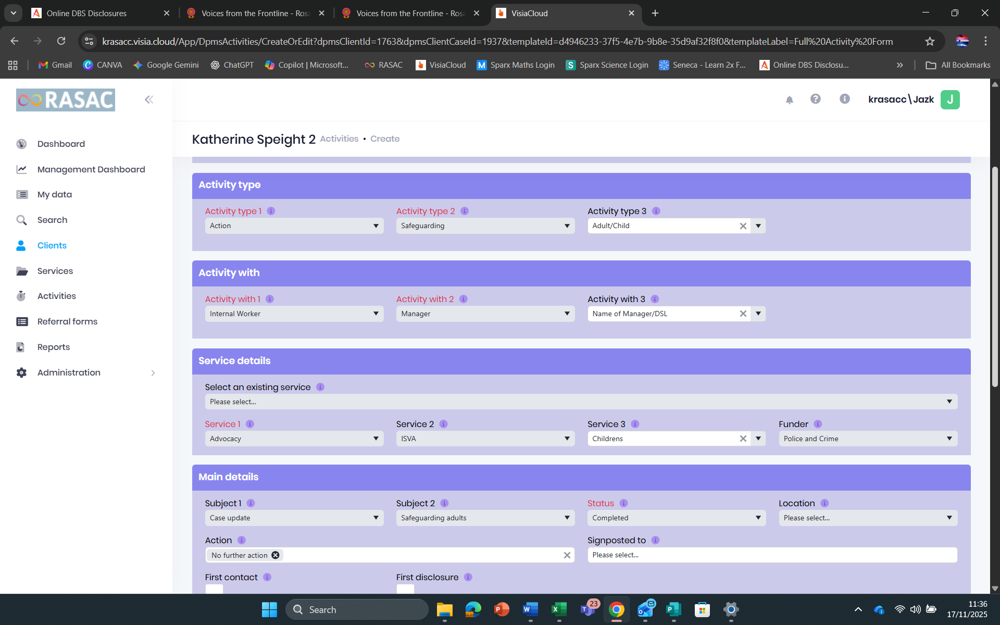 Online DBS Disclosures
Voices from the Frontline - Rosa
Voices from the Frontline - Rosa
VisiaCloud
krasacc.visia.cloud/App/DpmsActivities/CreateOrEdit?dpmsClientId=1763&dpmsClientCaseId=1937&templateId=d4946233-37f5-4e7b-9b8e-35d9af32f8f0&templateLabel=Full%20Activity%20Form
Gmail
CANVA
Google Gemini
ChatGPT
Copilot | Microsoft...
RASAC
VisiaCloud
Sparx Maths Login
Sparx Science Login
Seneca - Learn 2x F...
Online DBS Disclosu...
All Bookmarks
RASAC
krasacc\Jazk
J
Dashboard
Management Dashboard
My data
Search
Clients
Services
Activities
Referral forms
Reports
Administration
Katherine Speight 2 Activities • Create
Activity type
Activity type 1 Activity type 2 Activity type 3
Action Safeguarding Adult/Child
Activity with
Activity with 1 Activity with 2 Activity with 3
Internal Worker Manager Name of Manager/DSL
Service details
Select an existing service
Please select...
Service 1 Service 2 Service 3 Funder
Advocacy ISVA Childrens Police and Crime
Main details
Subject 1 Subject 2 Status Location
Case update Safeguarding adults Completed Please select...
Action Signposted to
No further action Please select...
First contact First disclosure
Search
23
11:36
17/11/2025